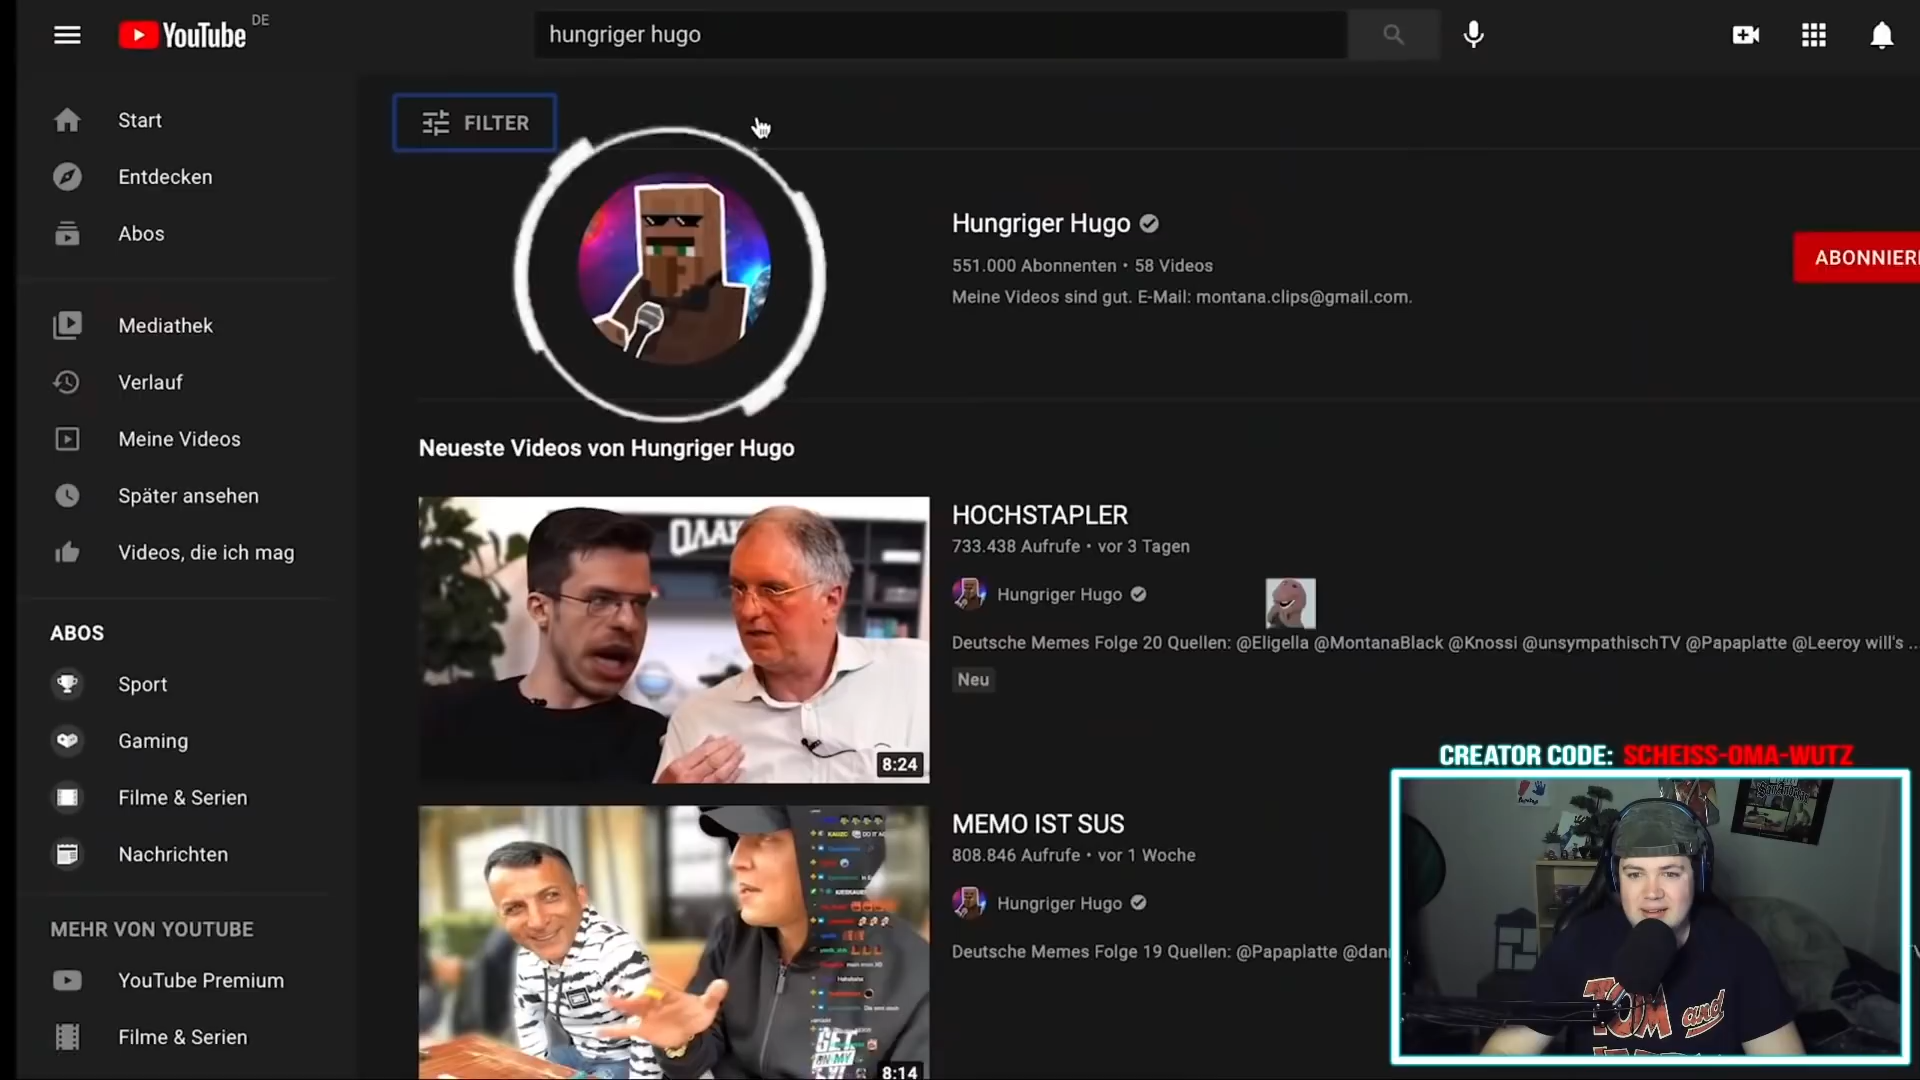 YouTube DE
hungriger hugo
Start
Entdecken
Abos
Mediathek
Verlauf
Meine Videos
Später ansehen
Videos, die ich mag
ABOS
Sport
Gaming
Filme & Serien
Nachrichten
MEHR VON YOUTUBE
YouTube Premium
Filme & Serien
FILTER
Hungriger Hugo
551.000 Abonnenten • 58 Videos
Meine Videos sind gut. E-Mail: montana.clips@gmail.com.
ABONNIER
Neueste Videos von Hungriger Hugo
8:24
HOCHSTAPLER
733.438 Aufrufe • vor 3 Tagen
Hungriger Hugo
Deutsche Memes Folge 20 Quellen: @Eligella @MontanaBlack @Knossi @unsympathischTV @Papaplatte @Leeroy will's ...
Neu
8:14
MEMO IST SUS
808.846 Aufrufe • vor 1 Woche
Hungriger Hugo
Deutsche Memes Folge 19 Quellen: @Papaplatte @dan
CREATOR CODE: SCHEISS-OMA-WUTZ
TOM and